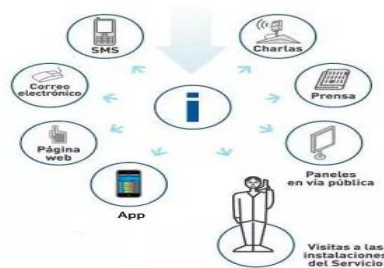 SMS
Charlas
Correo
electrónico
i
Prensa
Página
web
Paneles
en vía pública
App
Visitas a las
instalaciones
del Servicio